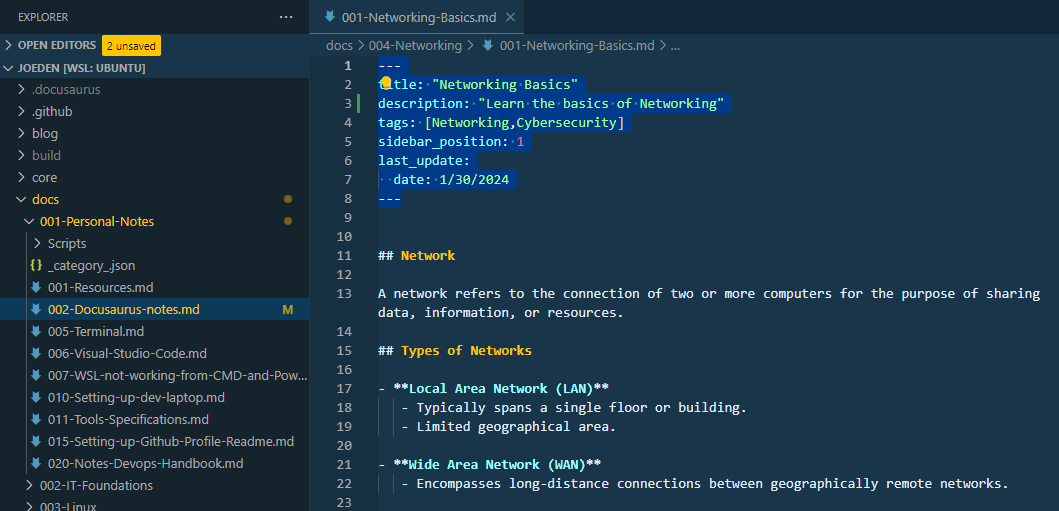 EXPLORER
···
OPEN EDITORS 2 unsaved
JOEDEN [WSL: UBUNTU]
.docusaurus
.github
blog
build
core
docs
001-Personal-Notes
Scripts
{} _category_.json
001-Resources.md
002-Docusaurus-notes.md M
005-Terminal.md
006-Visual-Studio-Code.md
007-WSL-not-working-from-CMD-and-Pow...
010-Setting-up-dev-laptop.md
011-Tools-Specifications.md
015-Setting-up-Github-Profile-Readme.md
020-Notes-Devops-Handbook.md
002-IT-Foundations
003-Linux
001-Networking-Basics.md
docs > 004-Networking > 001-Networking-Basics.md > ...
1 ---
2 title: "Networking Basics"
3 description: "Learn the basics of Networking"
4 tags: [Networking,Cybersecurity]
5 sidebar_position: 1
6 last_update:
7 date: 1/30/2024
8 ---
9
10
11 ## Network
12
13 A network refers to the connection of two or more computers for the purpose of sharing
data, information, or resources.
14
15 ## Types of Networks
16
17 - **Local Area Network (LAN)**
18 - Typically spans a single floor or building.
19 - Limited geographical area.
20
21 - **Wide Area Network (WAN)**
22 - Encompasses long-distance connections between geographically remote networks.
23